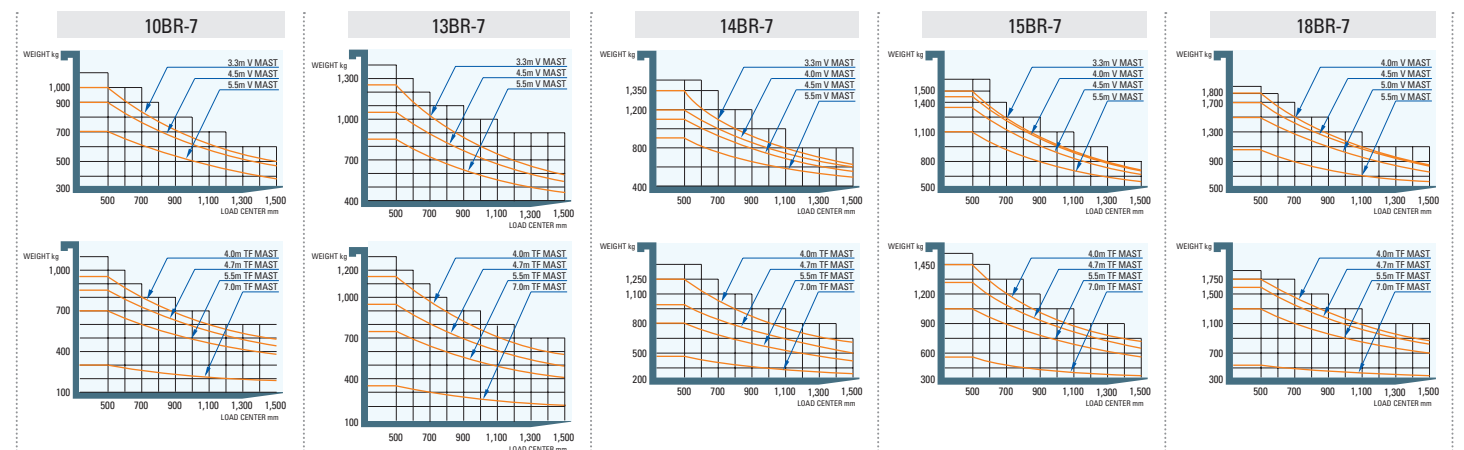 10BR-7
WEIGHT kg
3.3m V MAST
4.5m V MAST
5.5m V MAST
1,000
900
700
500
300
500 700 900 1,100 1,300 1,500
LOAD CENTER mm
WEIGHT kg
4.0m TF MAST
4.7m TF MAST
5.5m TF MAST
7.0m TF MAST
1,000
700
400
100
500 700 900 1,100 1,300 1,500
LOAD CENTER mm
13BR-7
WEIGHT kg
3.3m V MAST
4.5m V MAST
5.5m V MAST
1,300
1,000
700
400
500 700 900 1,100 1,300 1,500
LOAD CENTER mm
WEIGHT kg
4.0m TF MAST
4.7m TF MAST
5.5m TF MAST
7.0m TF MAST
1,200
1,000
700
400
100
500 700 900 1,100 1,300 1,500
LOAD CENTER mm
14BR-7
WEIGHT kg
3.3m V MAST
4.0m V MAST
4.5m V MAST
5.5m V MAST
1,350
1,200
800
400
500 700 900 1,100 1,300 1,500
LOAD CENTER mm
WEIGHT kg
4.0m TF MAST
4.7m TF MAST
5.5m TF MAST
7.0m TF MAST
1,250
1,100
800
500
200
500 700 900 1,100 1,300 1,500
LOAD CENTER mm
15BR-7
WEIGHT kg
3.3m V MAST
4.0m V MAST
4.5m V MAST
5.5m V MAST
1,500
1,400
1,100
800
500
500 700 900 1,100 1,300 1,500
LOAD CENTER mm
WEIGHT kg
4.0m TF MAST
4.7m TF MAST
5.5m TF MAST
7.0m TF MAST
1,450
1,200
900
600
300
500 700 900 1,100 1,300 1,500
LOAD CENTER mm
18BR-7
WEIGHT kg
4.0m V MAST
4.5m V MAST
5.0m V MAST
5.5m V MAST
1,800
1,700
1,300
900
500
500 700 900 1,100 1,300 1,500
LOAD CENTER mm
WEIGHT kg
4.0m TF MAST
4.7m TF MAST
5.5m TF MAST
7.0m TF MAST
1,750
1,500
1,100
700
300
500 700 900 1,100 1,300 1,500
LOAD CENTER mm